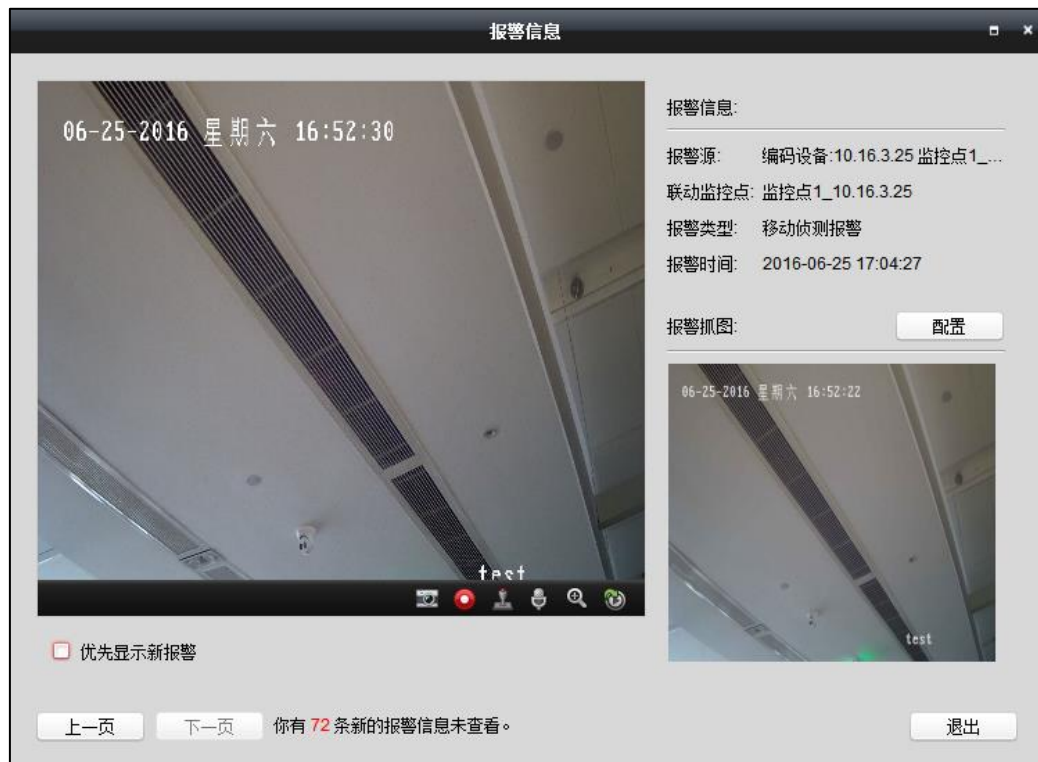 报警信息
06-25-2016 星期六 16:52:30
test
优先显示新报警
上一页
下一页
你有 72 条新的报警信息未查看。
报警信息:
报警源: 编码设备:10.16.3.25 监控点1_...
联动监控点: 监控点1_10.16.3.25
报警类型: 移动侦测报警
报警时间: 2016-06-25 17:04:27
报警抓图:
配置
06-25-2016 星期六 16:52:22
test
退出